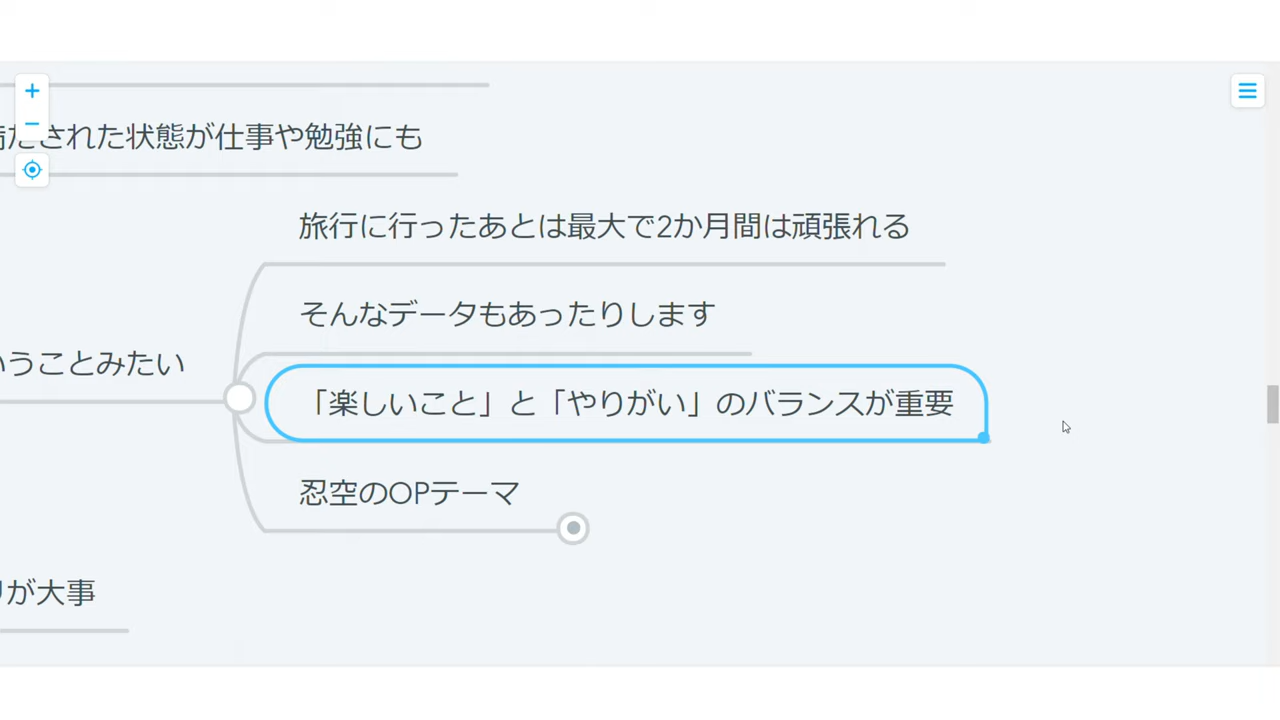 された状態が仕事や勉強にも
旅行に行ったあとは最大で2か月間は頑張れる
そんなデータもあったりします
うことみたい
「楽しいこと」と「やりがい」のバランスが重要
忍空のOPテーマ
が大事